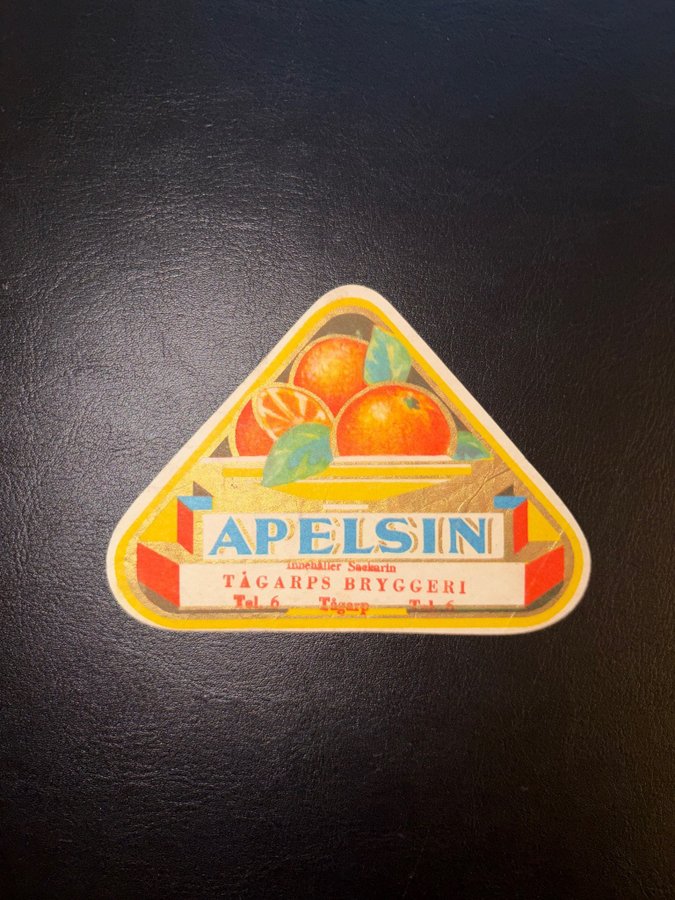 APELSIN
Innehåller Sackarin
TÅGARPS BRYGGERI
Tel. 6 Tågarp Tel. 6